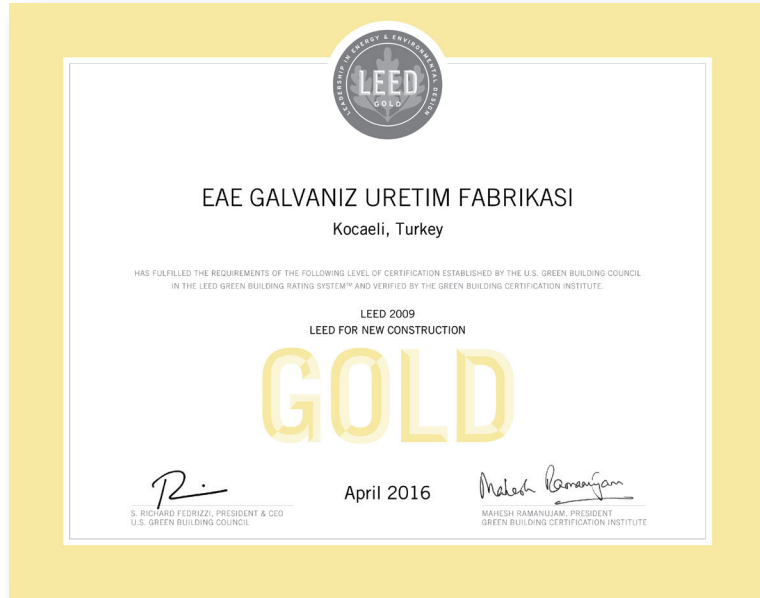 LEADERSHIP IN ENERGY & ENVIRONMENTAL DESIGN
LEED
GOLD
EAE GALVANIZ URETIM FABRIKASI
Kocaeli, Turkey
HAS FULFILLED THE REQUIREMENTS OF THE FOLLOWING LEVEL OF CERTIFICATION ESTABLISHED BY THE U.S. GREEN BUILDING COUNCIL
IN THE LEED GREEN BUILDING RATING SYSTEM™ AND VERIFIED BY THE GREEN BUILDING CERTIFICATION INSTITUTE.
LEED 2009
LEED FOR NEW CONSTRUCTION
GOLD
April 2016
Mahesh Ramanujam
S. RICHARD FEDRIZZI, PRESIDENT & CEO
U.S. GREEN BUILDING COUNCIL
MAHESH RAMANUJAM, PRESIDENT
GREEN BUILDING CERTIFICATION INSTITUTE